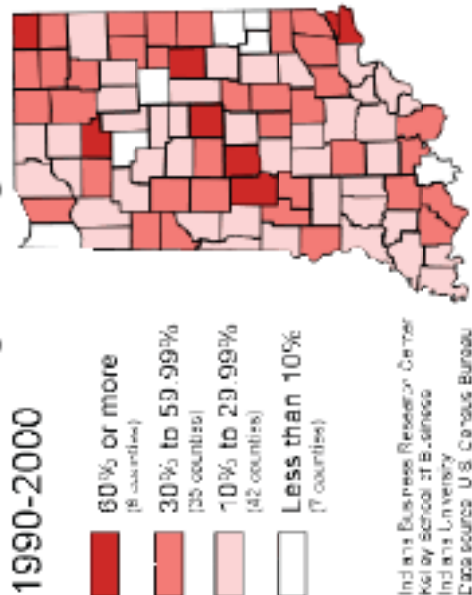 1990-2000
60% or more
(8 counties)
30% to 59.99%
(35 counties)
10% to 29.99%
(42 counties)
Less than 10%
(7 counties)
Indiana Business Research Center
Kelley School of Business
Indiana University
Data source: U.S. Census Bureau